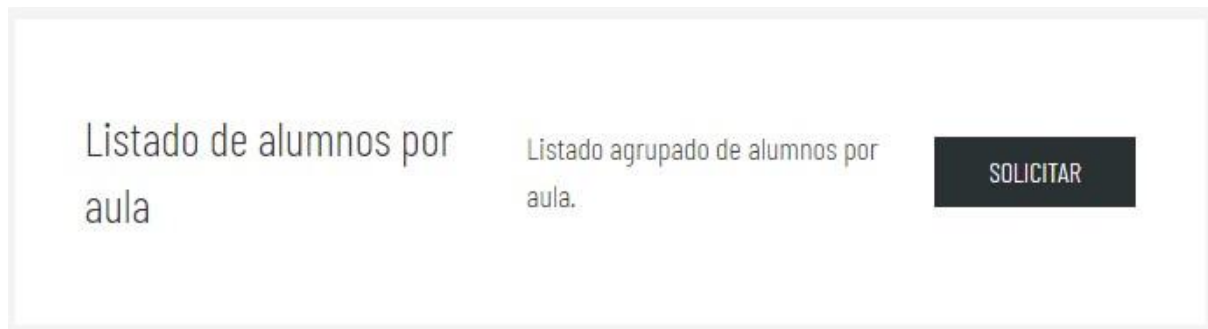 Listado de alumnos por
aula
Listado agrupado de alumnos por
aula.
SOLICITAR